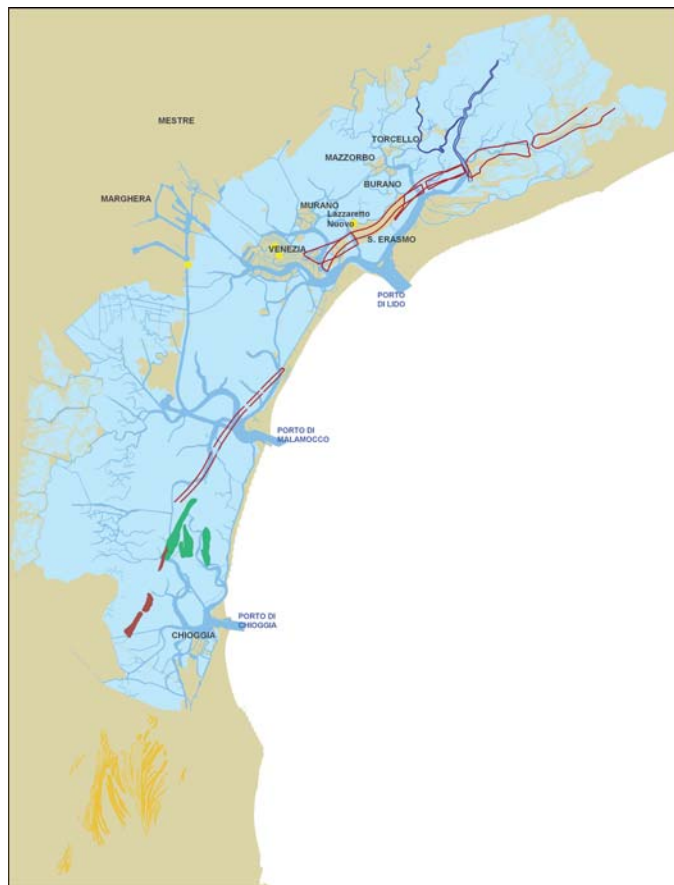 MESTRE
TORCELLO
MAZZORBO
BURANO
MARGHERA
MURANO
Lazzaretto
Nuovo
S. ERASMO
VENEZIA
PORTO
DI LIDO
PORTO DI
MALAMOCCO
PORTO DI
CHIOGGIA
CHIOGGIA